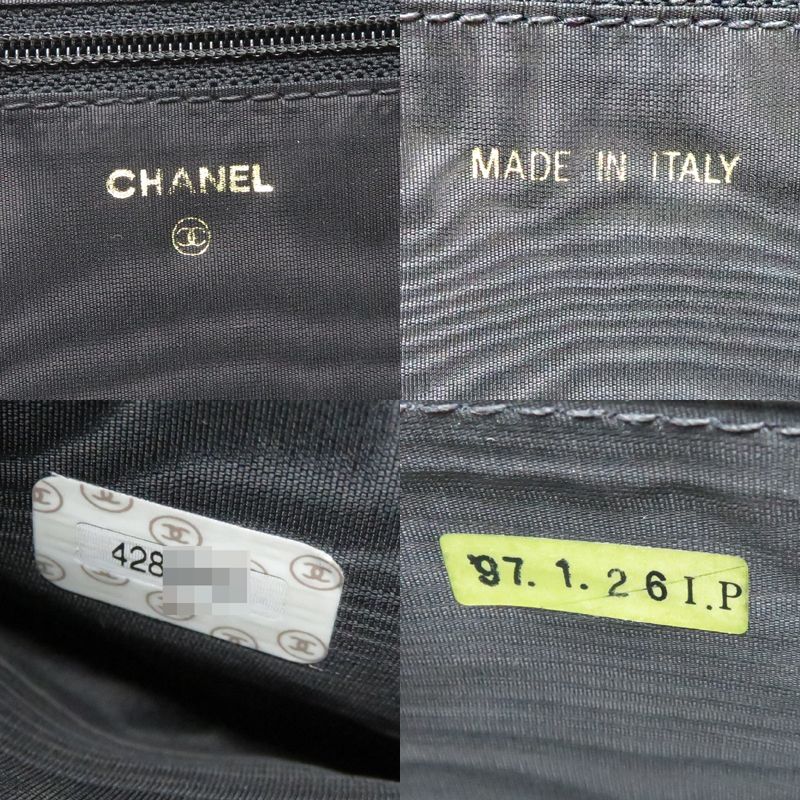 CHANEL
MADE IN ITALY
428
97. 1. 26 I.P